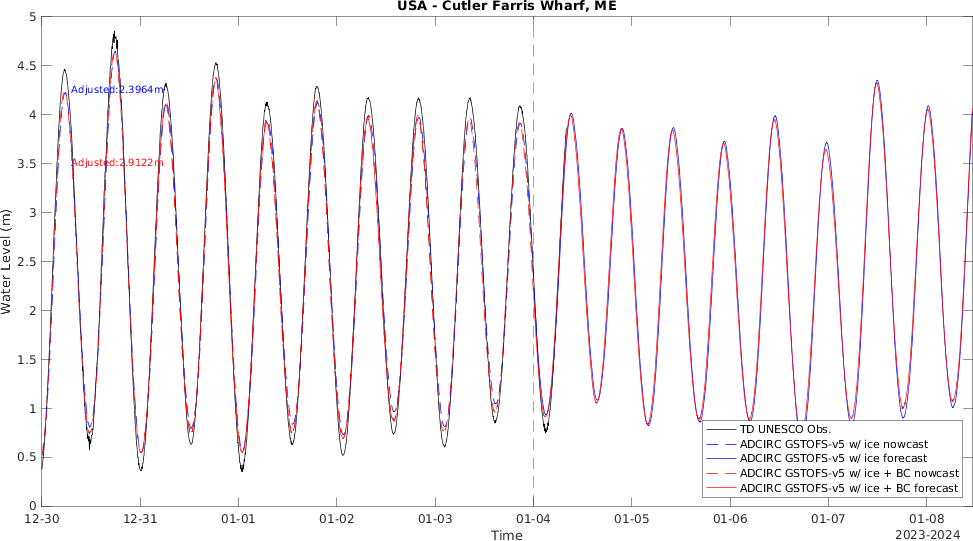 USA - Cutler Farris Wharf, ME
5
4.5
4
3.5
3
2.5
2
1.5
1
0.5
0
Water Level (m)
Adjusted:2.3964m
Adjusted:2.9122m
TD UNESCO Obs.
ADCIRC GSTOFS-v5 w/ ice nowcast
ADCIRC GSTOFS-v5 w/ ice forecast
ADCIRC GSTOFS-v5 w/ ice + BC nowcast
ADCIRC GSTOFS-v5 w/ ice + BC forecast
12-30 12-31 01-01 01-02 01-03 01-04 01-05 01-06 01-07 01-08
Time
2023-2024